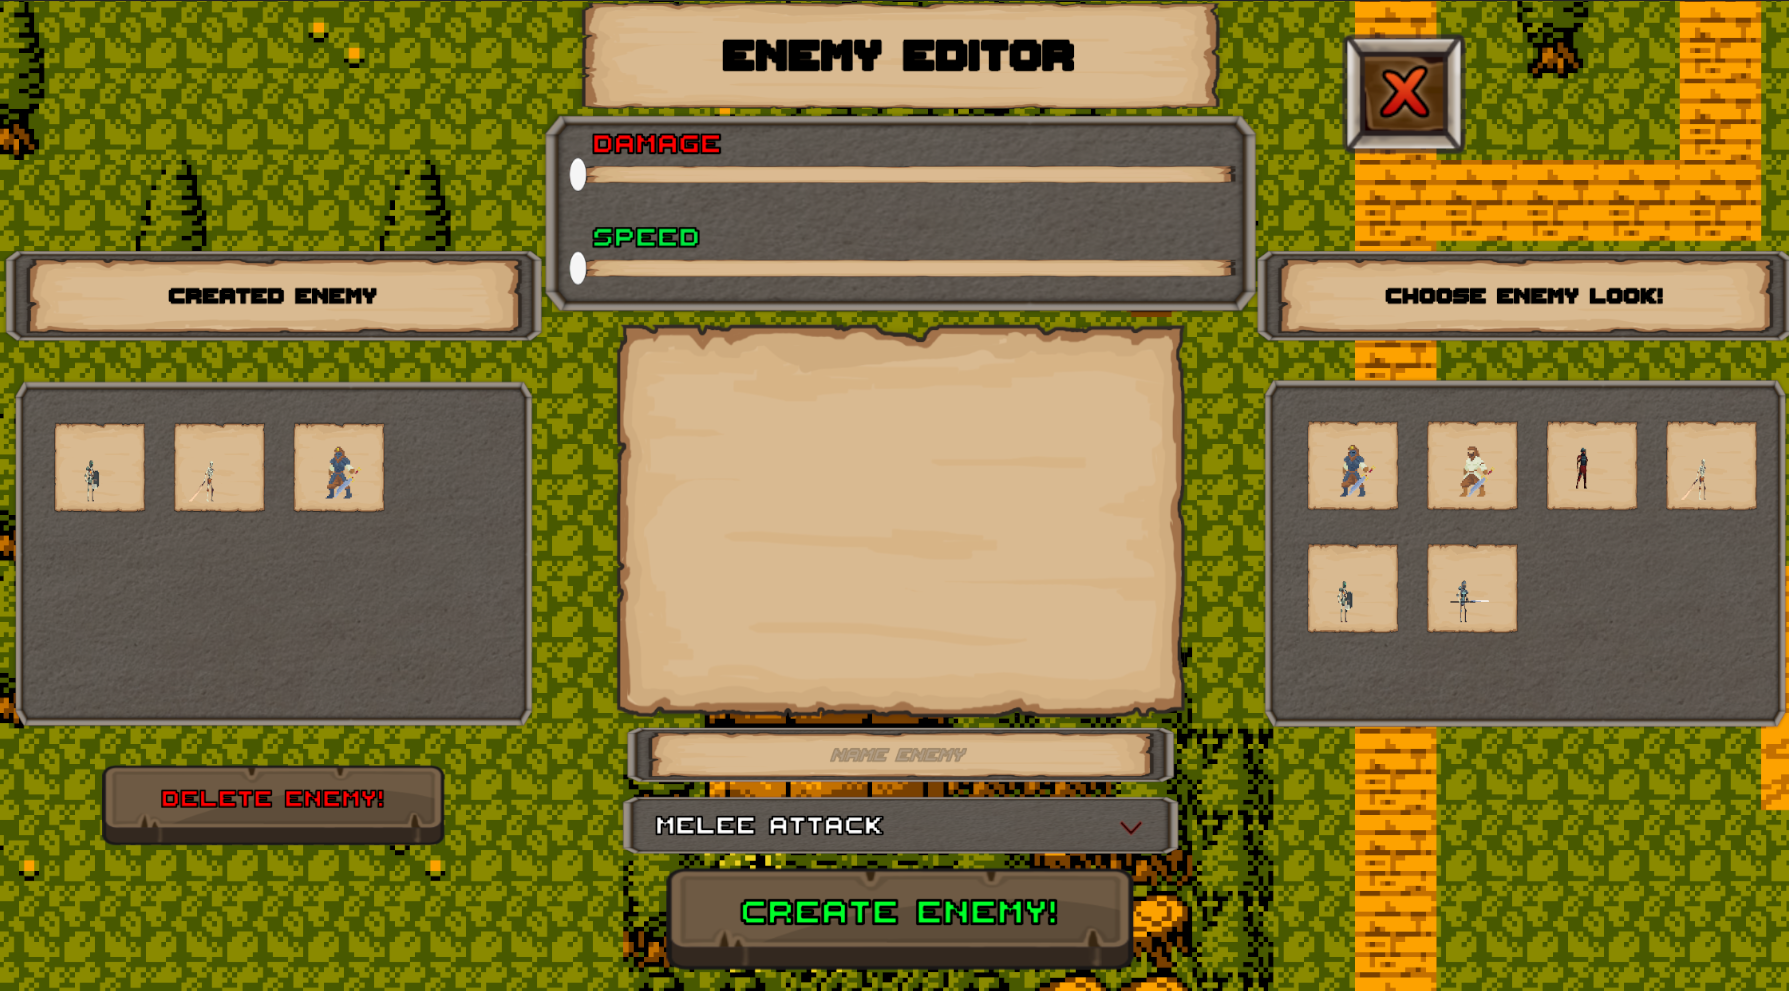 ENEMY EDITOR
DAMAGE
SPEED
CREATED ENEMY
CHOOSE ENEMY LOOK!
NAME ENEMY
DELETE ENEMY!
MELEE ATTACK
CREATE ENEMY!